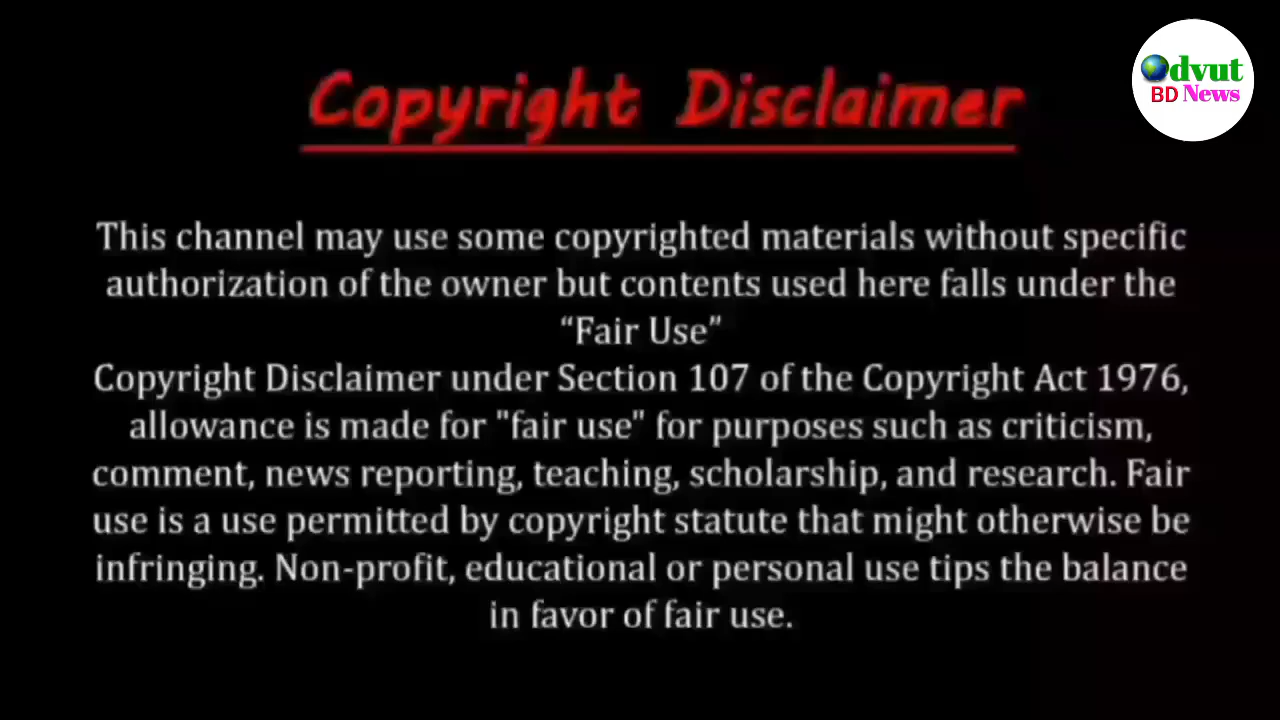 Copyright Disclaimer
dvut
BD News
This channel may use some copyrighted materials without specific
authorization of the owner but contents used here falls under the
“Fair Use”
Copyright Disclaimer under Section 107 of the Copyright Act 1976,
allowance is made for "fair use" for purposes such as criticism,
comment, news reporting, teaching, scholarship, and research. Fair
use is a use permitted by copyright statute that might otherwise be
infringing. Non-profit, educational or personal use tips the balance
in favor of fair use.